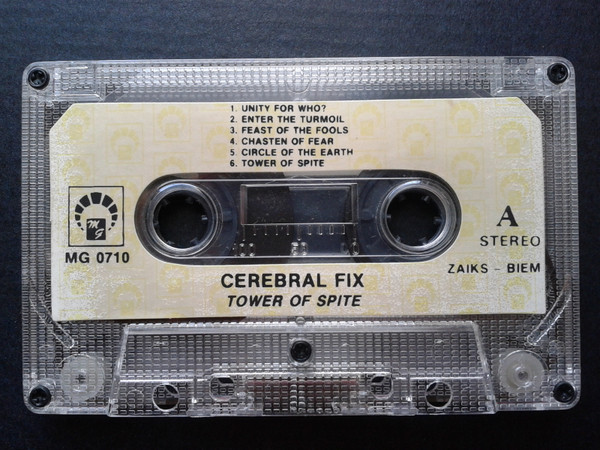 1. UNITY FOR WHO?
2. ENTER THE TURMOIL
3. FEAST OF THE FOOLS
4. CHASTEN OF FEAR
5. CIRCLE OF THE EARTH
6. TOWER OF SPITE
MG
MG 0710
A
STEREO
ZAIKS - BIEM
CEREBRAL FIX
TOWER OF SPITE